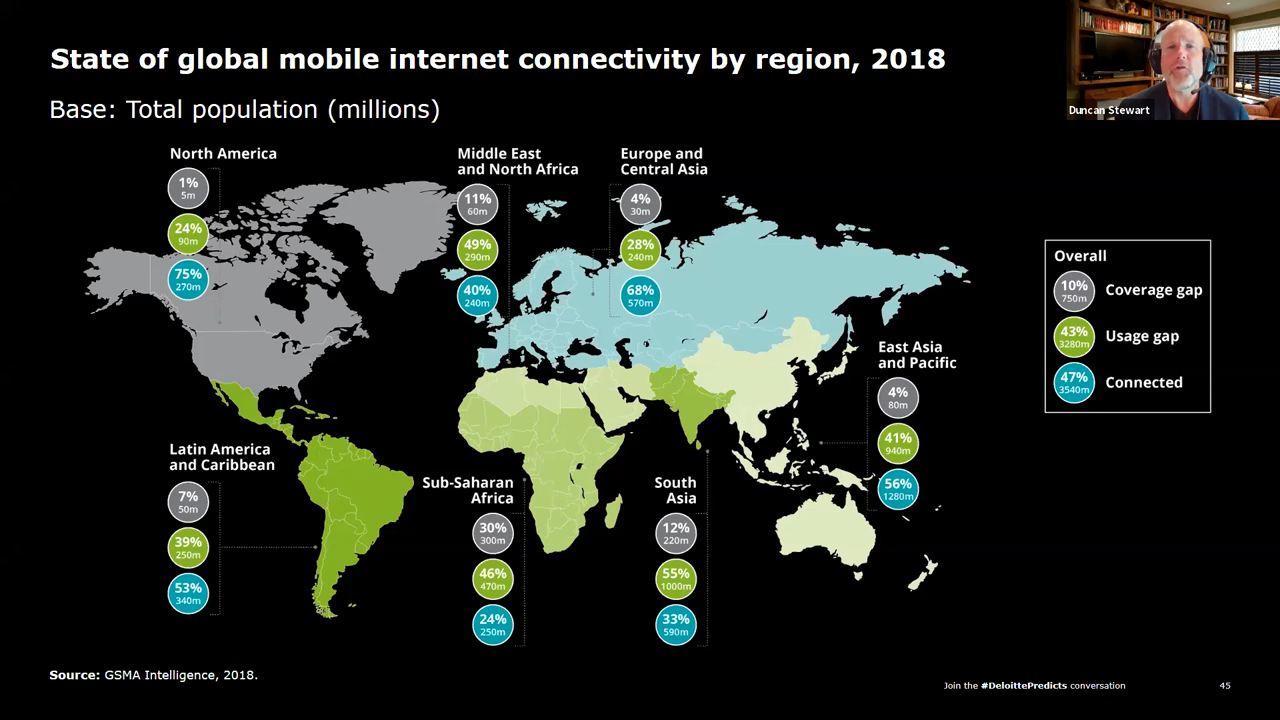 State of global mobile internet connectivity by region, 2018
Base: Total population (millions)
Duncan Stewart
North America
1%
5m
24%
90m
75%
270m
Middle East
and North Africa
11%
60m
49%
290m
40%
240m
Europe and
Central Asia
4%
30m
28%
240m
68%
570m
Overall
10%
750m
Coverage gap
43%
3280m
Usage gap
47%
3540m
Connected
East Asia
and Pacific
4%
80m
41%
940m
56%
1280m
Latin America
and Caribbean
7%
50m
39%
250m
53%
340m
Sub-Saharan
Africa
30%
300m
46%
470m
24%
250m
South
Asia
12%
220m
55%
1000m
33%
590m
Source: GSMA Intelligence, 2018.
Join the #DeloittePredicts conversation
45